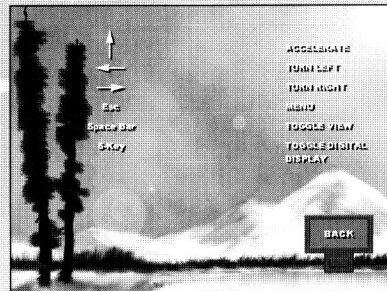 ACCELERATE
TURN LEFT
TURN RIGHT
Esc MENU
Space Bar TOGGLE VIEW
S-Key TOGGLE DIGITAL
DISPLAY
BACK